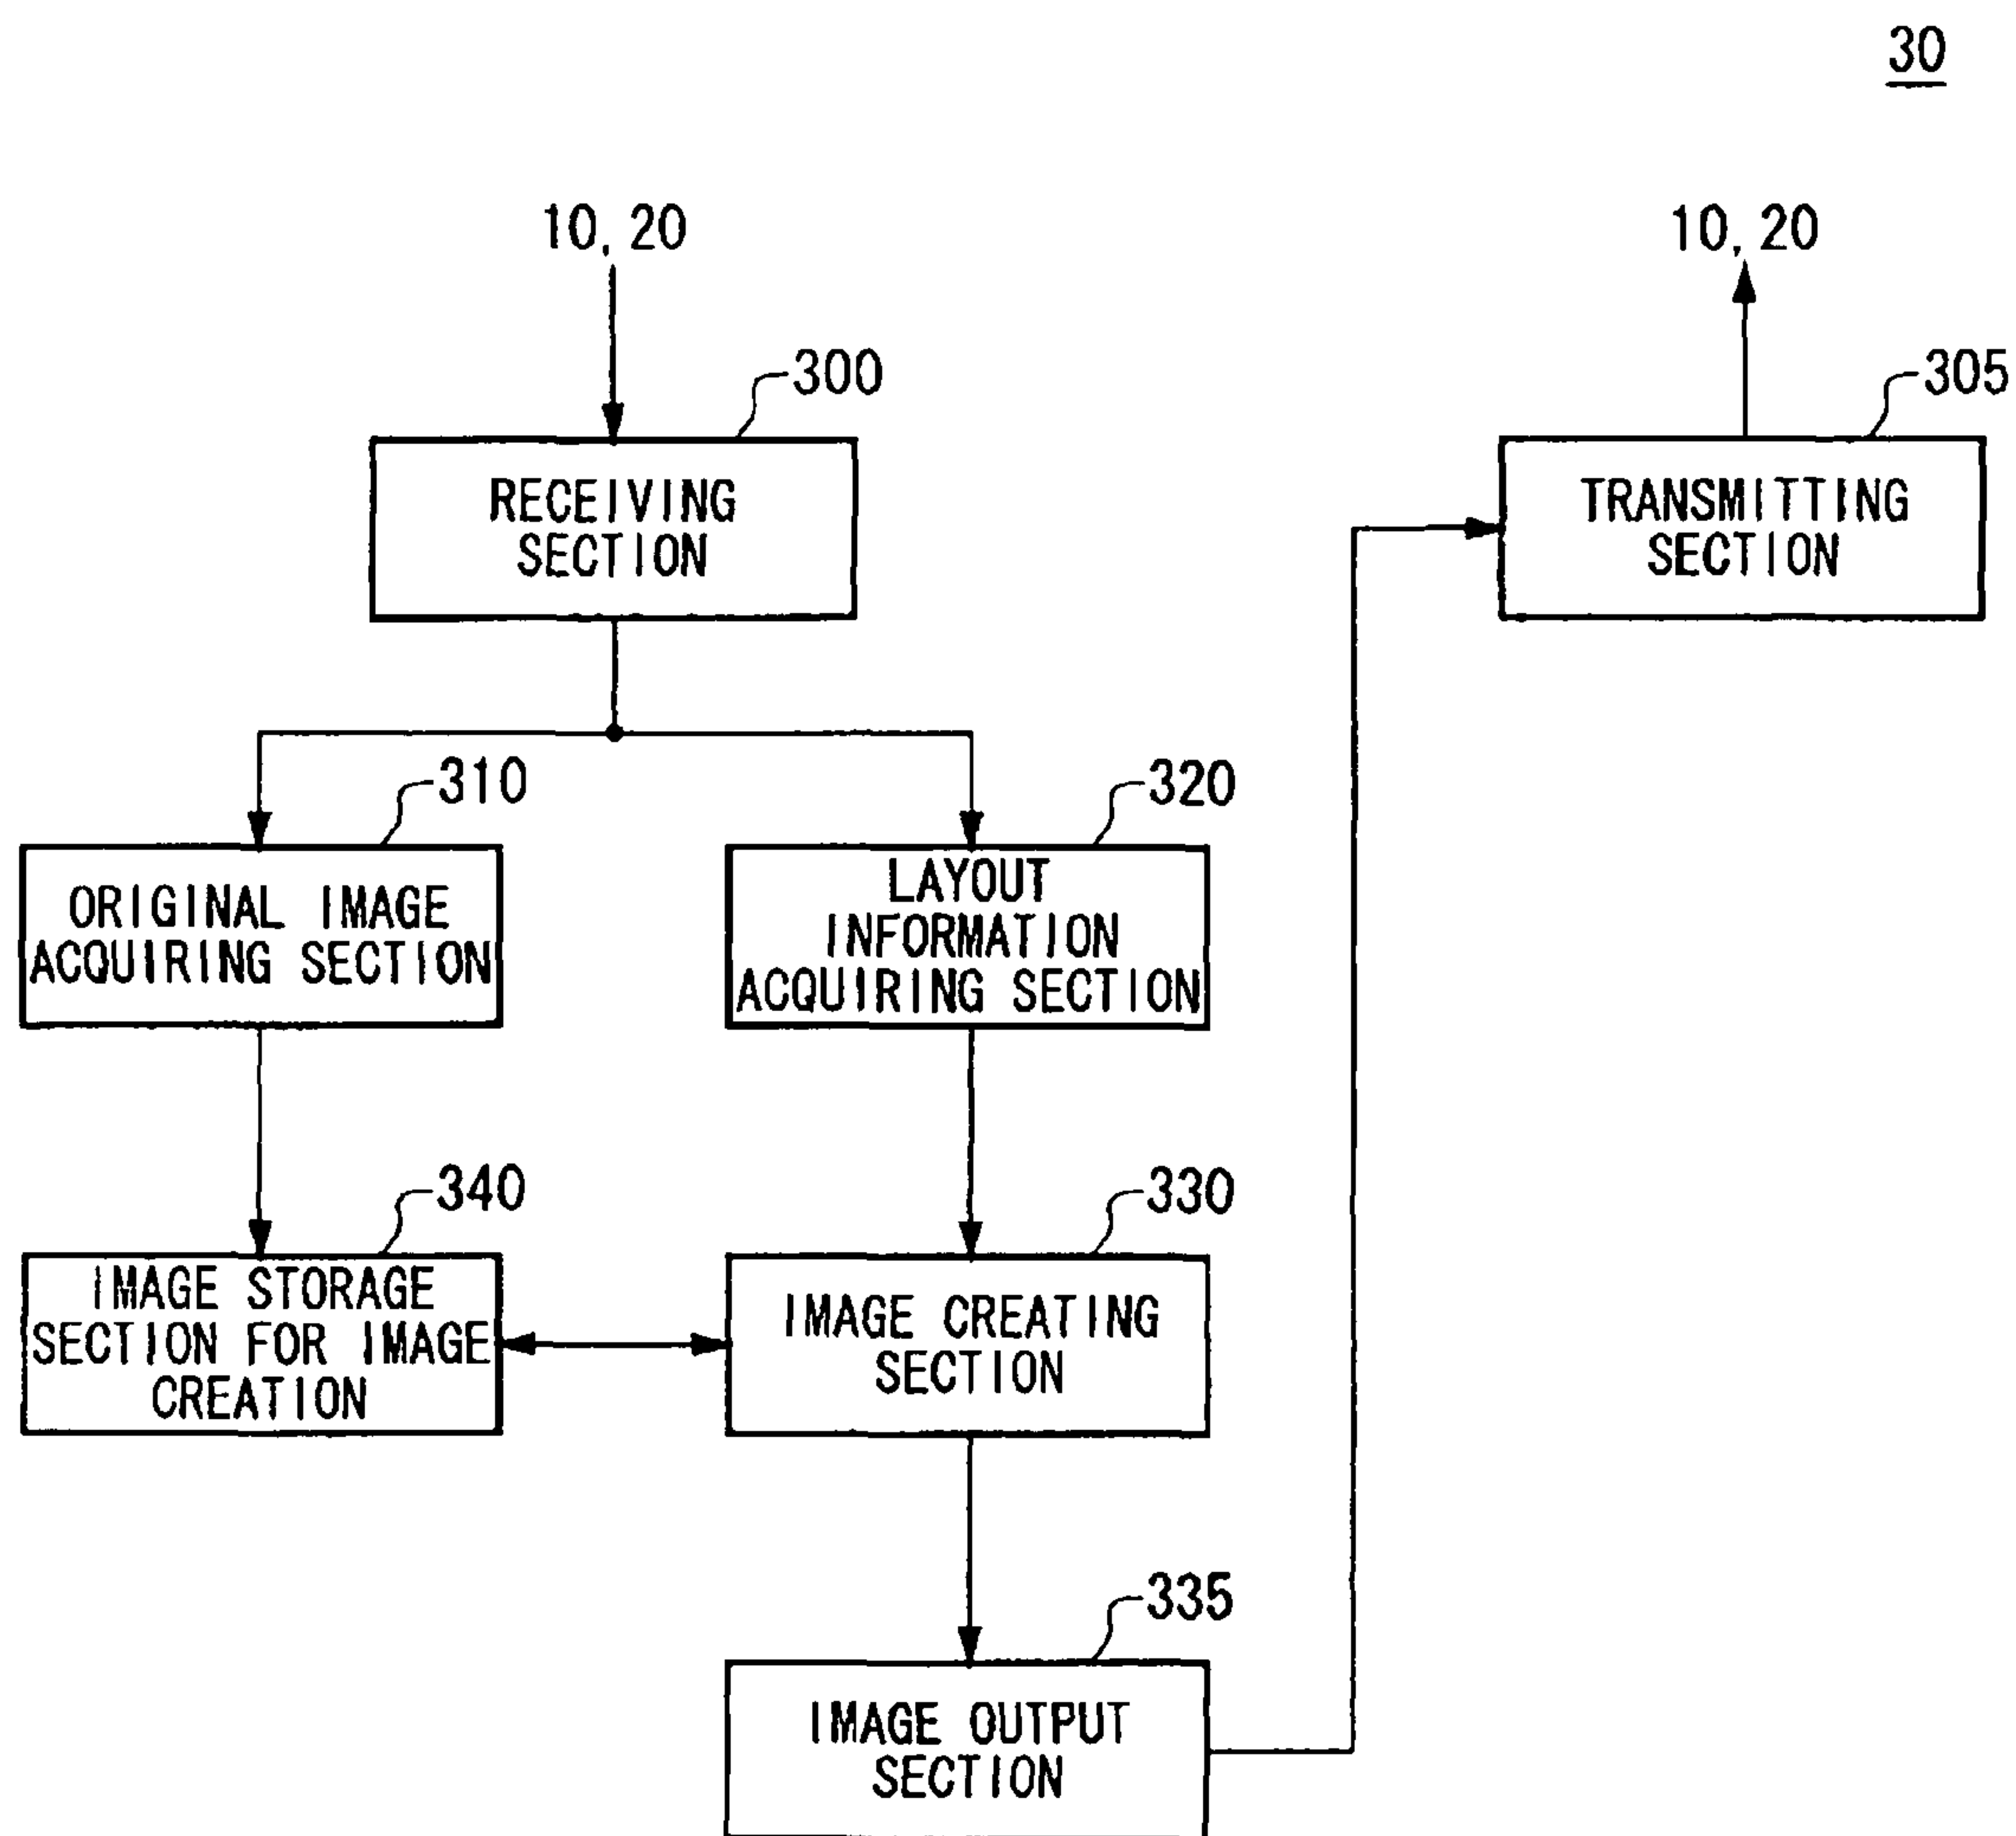 30
10, 20
10, 20
300
305
RECEIVING
SECTION
TRANSMITTING
SECTION
310
320
ORIGINAL IMAGE
ACQUIRING SECTION
LAYOUT
INFORMATION
ACQUIRING SECTION
340
330
IMAGE STORAGE
SECTION FOR IMAGE
CREATION
IMAGE CREATING
SECTION
335
IMAGE OUTPUT
SECTION